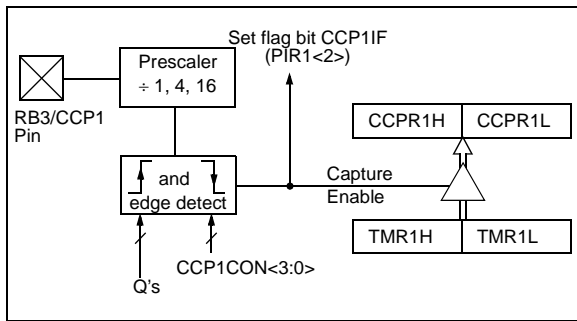 Set flag bit CCP1IF
(PIR1<2>)
Prescaler
÷ 1, 4, 16
RB3/CCP1
Pin
CCPR1H
CCPR1L
and
edge detect
Capture
Enable
TMR1H
TMR1L
CCP1CON<3:0>
Q's